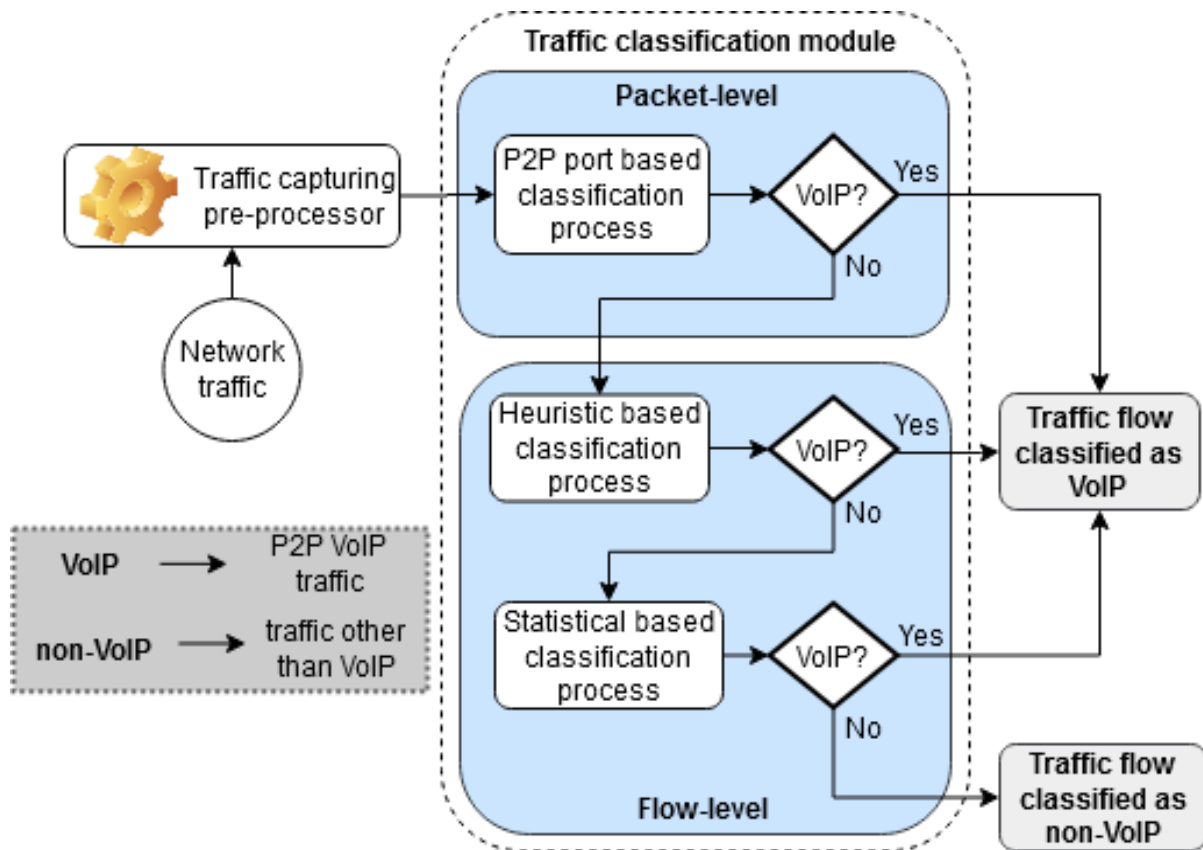 Traffic classification module
Packet-level
P2P port based
classification
process
VoIP?
Yes
No
Traffic capturing
pre-processor
Network
traffic
Heuristic based
classification
process
VoIP?
Yes
No
Traffic flow
classified as
VoIP
VoIP
P2P VoIP
traffic
non-VoIP
traffic other
than VoIP
Statistical based
classification
process
VoIP?
Yes
No
Flow-level
Traffic flow
classified as
non-VoIP